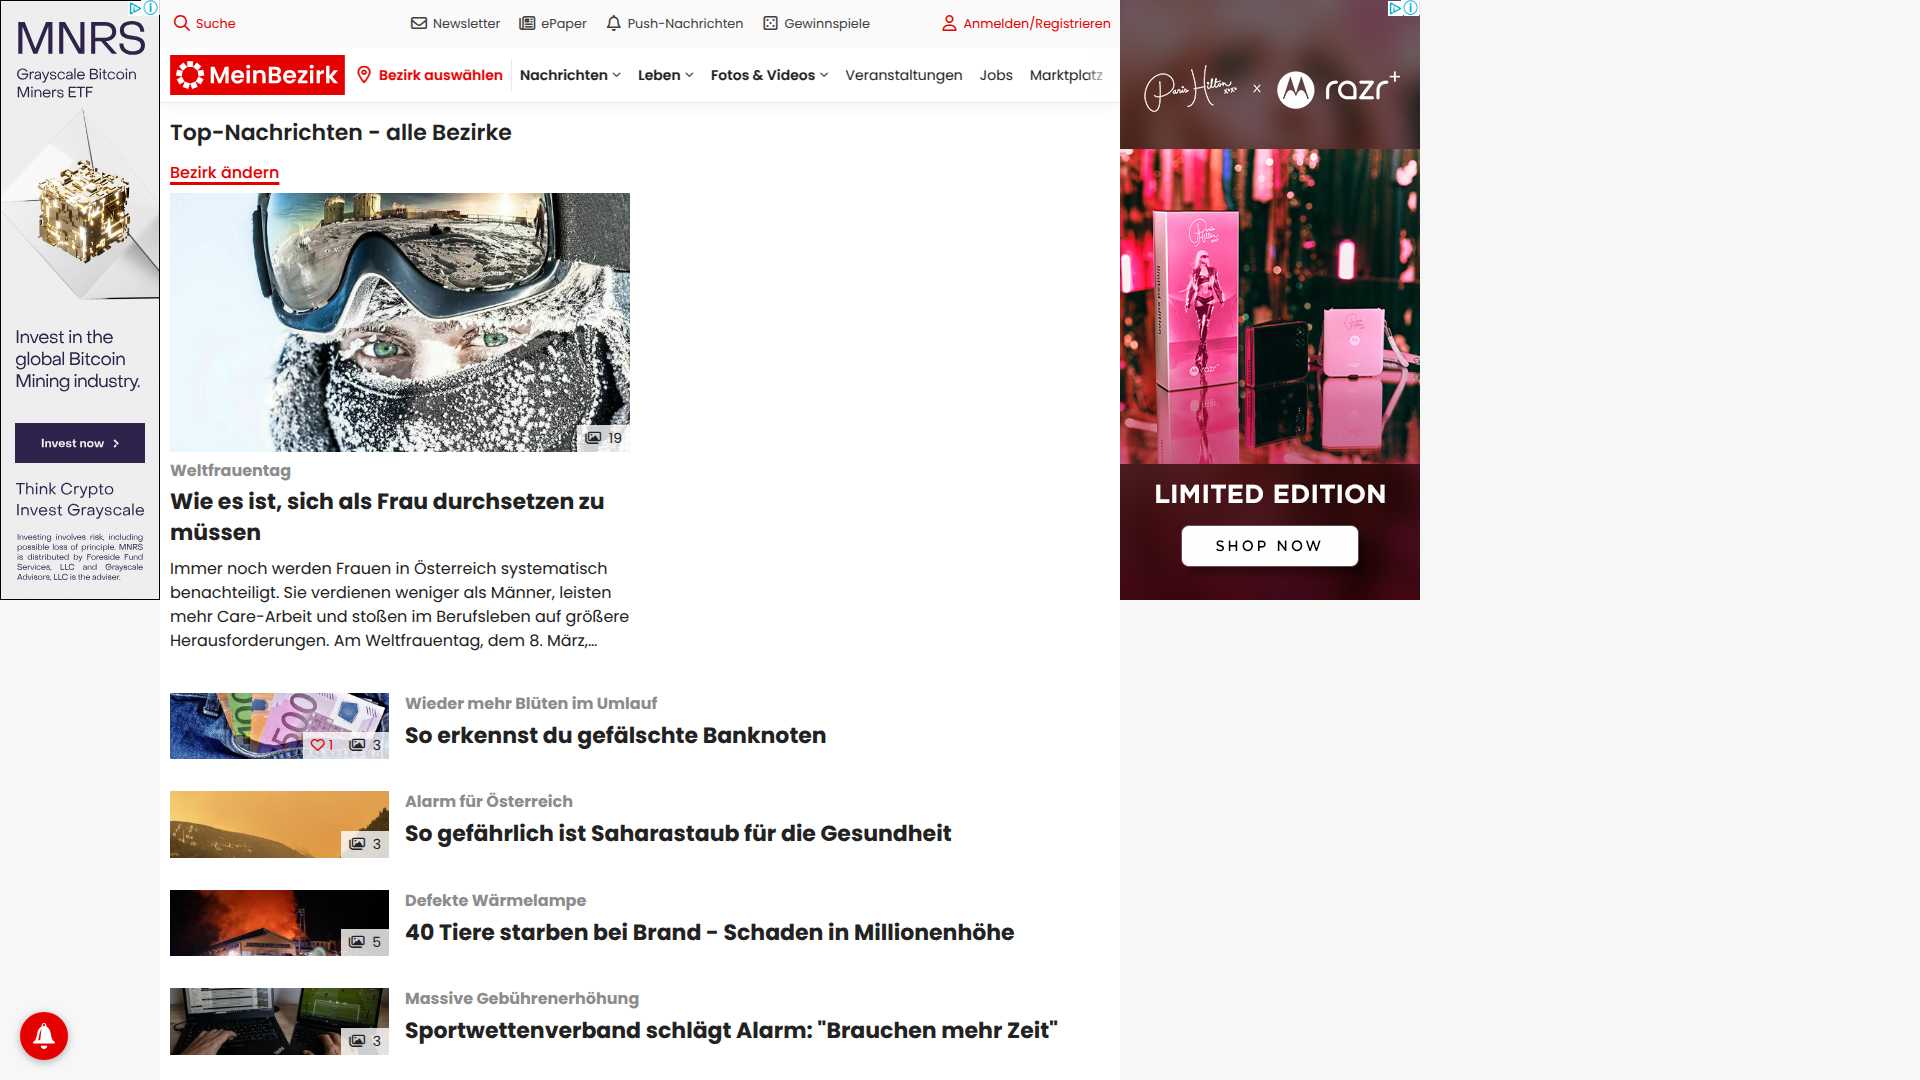 MNRS
Grayscale Bitcoin
Miners ETF
Invest in the
global Bitcoin
Mining industry.
Invest now
Think Crypto
Invest Grayscale
Investing involves risk, including
possible loss of principle. MNRS
is distributed by Foreside Fund
Services, LLC and Grayscale
Advisors, LLC is the adviser.
Suche
Newsletter
ePaper
Push-Nachrichten
Gewinnspiele
Anmelden/Registrieren
MeinBezirk
Bezirk auswählen
Nachrichten
Leben
Fotos & Videos
Veranstaltungen
Jobs
Marktplatz
Top-Nachrichten - alle Bezirke
Bezirk ändern
19
Weltfrauentag
Wie es ist, sich als Frau durchsetzen zu
müssen
Immer noch werden Frauen in Österreich systematisch
benachteiligt. Sie verdienen weniger als Männer, leisten
mehr Care-Arbeit und stoßen im Berufsleben auf größere
Herausforderungen. Am Weltfrauentag, dem 8. März,...
1
3
Wieder mehr Blüten im Umlauf
So erkennst du gefälschte Banknoten
3
Alarm für Österreich
So gefährlich ist Saharastaub für die Gesundheit
5
Defekte Wärmelampe
40 Tiere starben bei Brand - Schaden in Millionenhöhe
3
Massive Gebührenerhöhung
Sportwettenverband schlägt Alarm: "Brauchen mehr Zeit"
Paris Hilton x razr+
LIMITED EDITION
SHOP NOW